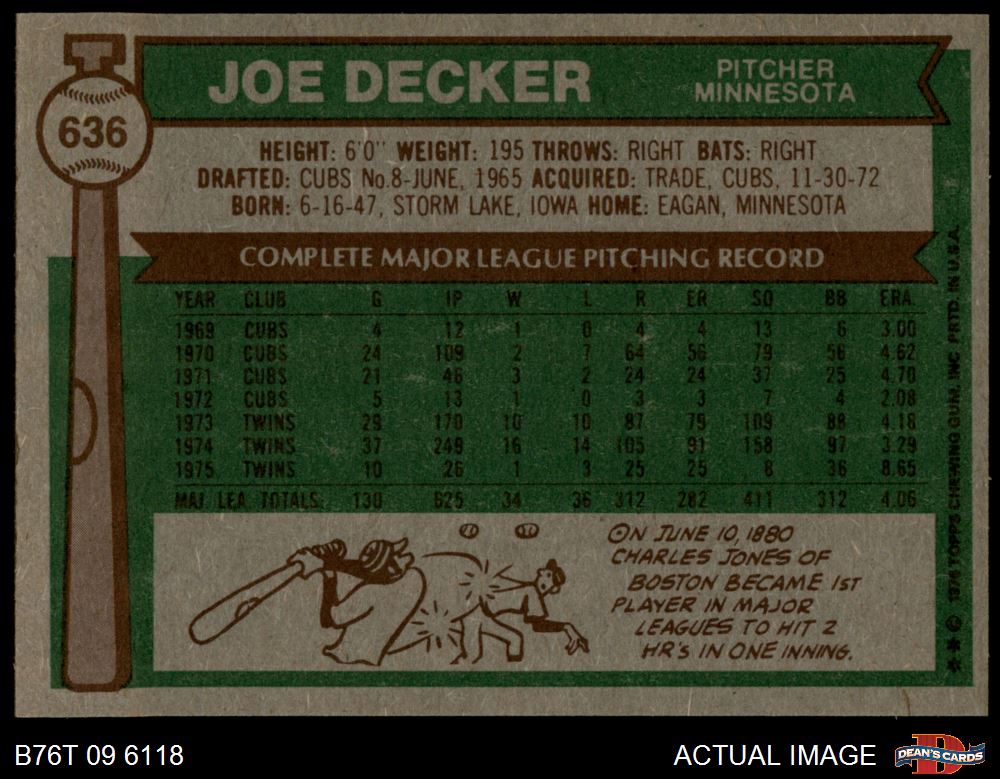 JOE DECKER
PITCHER
MINNESOTA
636
HEIGHT: 6'0" WEIGHT: 195 THROWS: RIGHT BATS: RIGHT
DRAFTED: CUBS No.8-JUNE, 1965 ACQUIRED: TRADE, CUBS, 11-30-72
BORN: 6-16-47, STORM LAKE, IOWA HOME: EAGAN, MINNESOTA
COMPLETE MAJOR LEAGUE PITCHING RECORD
YEAR CLUB G IP W L R ER SO BB ERA.
1969 CUBS 4 12 1 0 4 4 13 6 3.00
1970 CUBS 24 109 2 7 64 56 79 56 4.62
1971 CUBS 21 46 3 2 24 24 37 25 4.70
1972 CUBS 5 13 1 0 3 3 7 4 2.08
1973 TWINS 29 170 10 10 87 79 109 88 4.18
1974 TWINS 37 249 16 14 105 91 158 97 3.29
1975 TWINS 10 26 1 3 25 25 8 36 8.65
MAJ. LEA. TOTALS 130 625 34 36 312 282 411 312 4.06
ON JUNE 10, 1880
CHARLES JONES OF
BOSTON BECAME 1ST
PLAYER IN MAJOR
LEAGUES TO HIT 2
HR'S IN ONE INNING.
** © 1976 TOPPS CHEWING GUM, INC. PRTD. IN U.S.A.
B76T 09 6118
ACTUAL IMAGE
DEAN'S CARDS